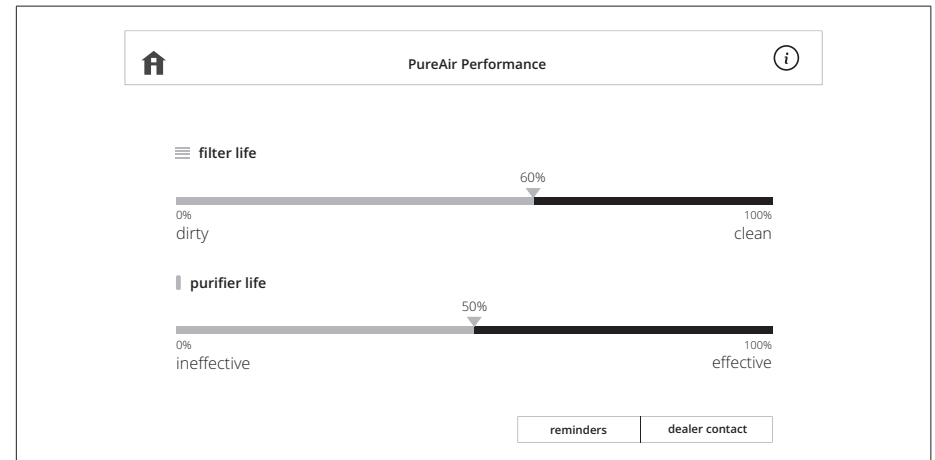 PureAir Performance
i
filter life
60%
0% 100%
dirty clean
purifier life
50%
0% 100%
ineffective effective
reminders dealer contact